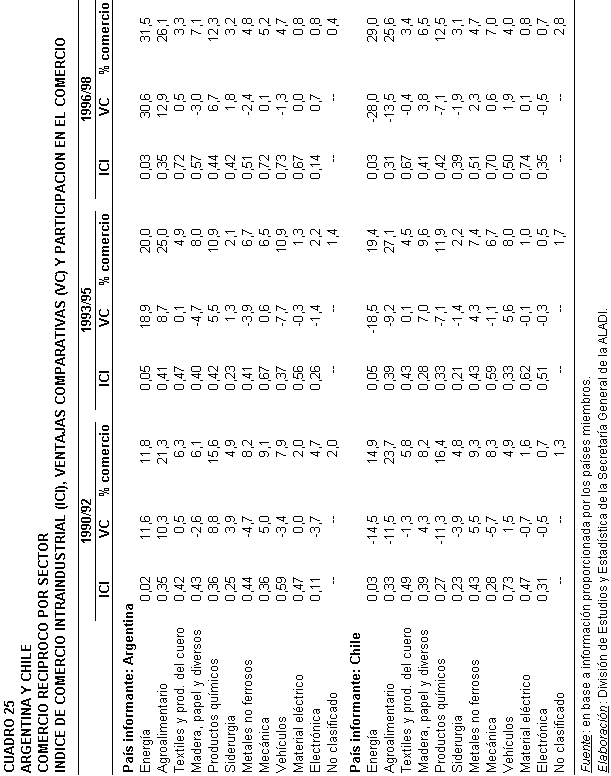 CUADRO 25
ARGENTINA Y CHILE
COMERCIO RECIPROCO POR SECTOR
INDICE DE COMERCIO INTRAINDUSTRIAL (ICI), VENTAJAS COMPARATIVAS (VC) Y PARTICIPACION EN EL COMERCIO
1990/92 1993/95 1996/98
ICI VC % comercio ICI VC % comercio ICI VC % comercio
País informante: Argentina
Energía 0,02 11,6 11,8 0,05 18,9 20,0 0,03 30,6 31,5
Agroalimentario 0,35 10,3 21,3 0,41 8,7 25,0 0,35 12,9 26,1
Textiles y prod. del cuero 0,42 0,5 6,3 0,47 0,1 4,9 0,72 0,5 3,3
Madera, papel y diversos 0,43 -2,6 6,1 0,40 -4,7 8,0 0,57 -3,0 7,1
Productos químicos 0,36 8,8 15,6 0,42 5,5 10,9 0,44 6,7 12,3
Siderurgia 0,25 3,9 4,9 0,23 1,3 2,1 0,42 1,8 3,2
Metales no ferrosos 0,44 -4,7 8,2 0,41 -3,9 6,7 0,51 -2,4 4,8
Mecánica 0,36 5,0 9,1 0,67 0,6 6,5 0,72 0,1 5,2
Vehículos 0,59 -3,4 7,9 0,37 -7,7 10,9 0,73 -1,3 4,7
Material eléctrico 0,47 0,0 2,0 0,56 -0,3 1,3 0,67 0,0 0,8
Electrónica 0,11 -3,7 4,7 0,26 -1,4 2,2 0,14 0,7 0,8
No clasificado -- -- 2,0 -- -- 1,4 -- -- 0,4
País informante: Chile
Energía 0,03 -14,5 14,9 0,05 -18,5 19,4 0,03 -28,0 29,0
Agroalimentario 0,33 -11,5 23,7 0,39 -9,2 27,1 0,31 -13,5 25,6
Textiles y prod. del cuero 0,49 -1,3 5,8 0,43 0,1 4,5 0,67 -0,4 3,4
Madera, papel y diversos 0,39 4,3 8,2 0,28 7,0 9,6 0,41 3,8 6,5
Productos químicos 0,27 -11,3 16,4 0,33 -7,1 11,9 0,42 -7,1 12,5
Siderurgia 0,23 -3,9 4,8 0,21 -1,4 2,2 0,39 -1,9 3,1
Metales no ferrosos 0,43 5,5 9,3 0,43 4,3 7,4 0,51 2,3 4,7
Mecánica 0,28 -5,7 8,3 0,59 -1,1 6,7 0,70 0,6 7,0
Vehículos 0,73 1,5 4,9 0,33 5,6 8,0 0,50 1,9 4,0
Material eléctrico 0,47 -0,7 1,6 0,62 -0,1 1,0 0,74 0,1 0,8
Electrónica 0,31 -0,5 0,7 0,51 -0,3 0,5 0,35 -0,5 0,7
No clasificado -- -- 1,3 -- -- 1,7 -- -- 2,8
Fuente: en base a información proporcionada por los países miembros.
Elaboración: División de Estudios y Estadística de la Secretaría General de la ALADI.